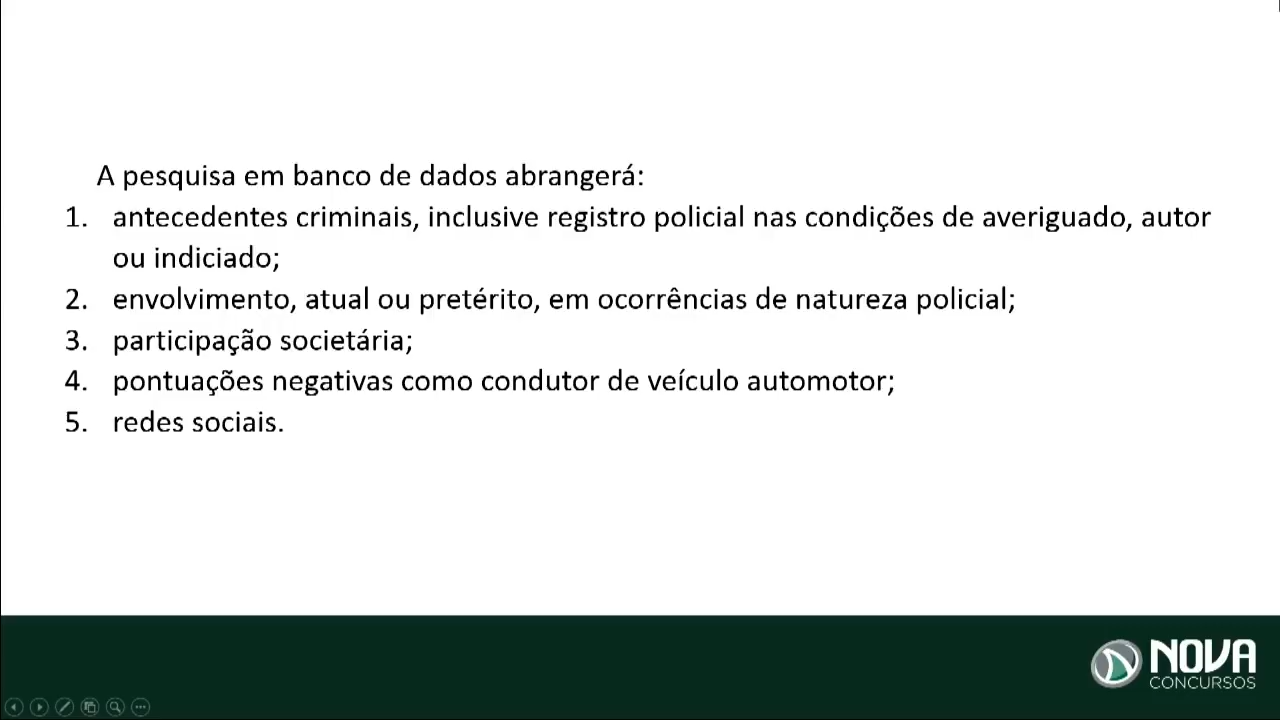 A pesquisa em banco de dados abrangerá:
1. antecedentes criminais, inclusive registro policial nas condições de averiguado, autor
ou indiciado;
2. envolvimento, atual ou pretérito, em ocorrências de natureza policial;
3. participação societária;
4. pontuações negativas como condutor de veículo automotor;
5. redes sociais.
NOVA
CONCURSOS